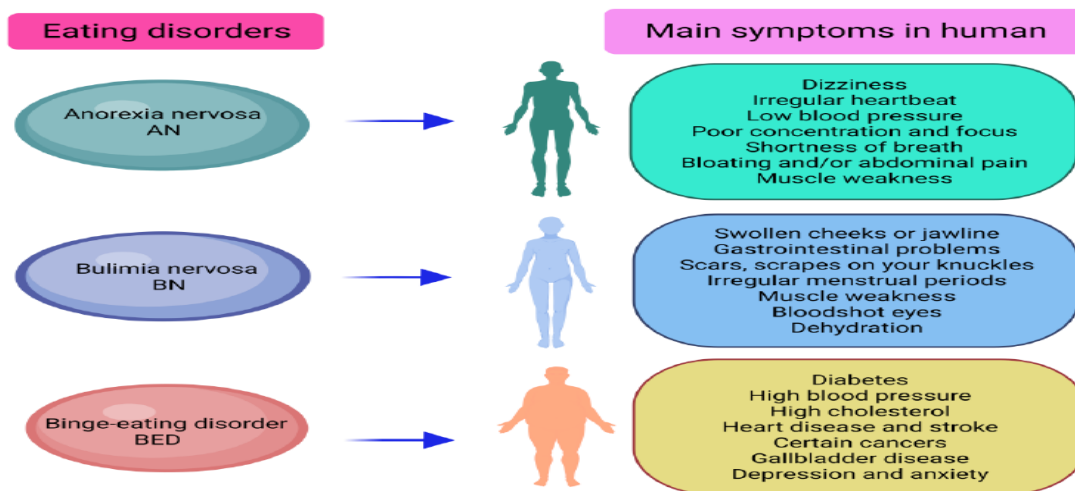 Eating disorders
Main symptoms in human
Anorexia nervosa
AN
Dizziness
Irregular heartbeat
Low blood pressure
Poor concentration and focus
Shortness of breath
Bloating and/or abdominal pain
Muscle weakness
Bulimia nervosa
BN
Swollen cheeks or jawline
Gastrointestinal problems
Scars, scrapes on your knuckles
Irregular menstrual periods
Muscle weakness
Bloodshot eyes
Dehydration
Binge-eating disorder
BED
Diabetes
High blood pressure
High cholesterol
Heart disease and stroke
Certain cancers
Gallbladder disease
Depression and anxiety